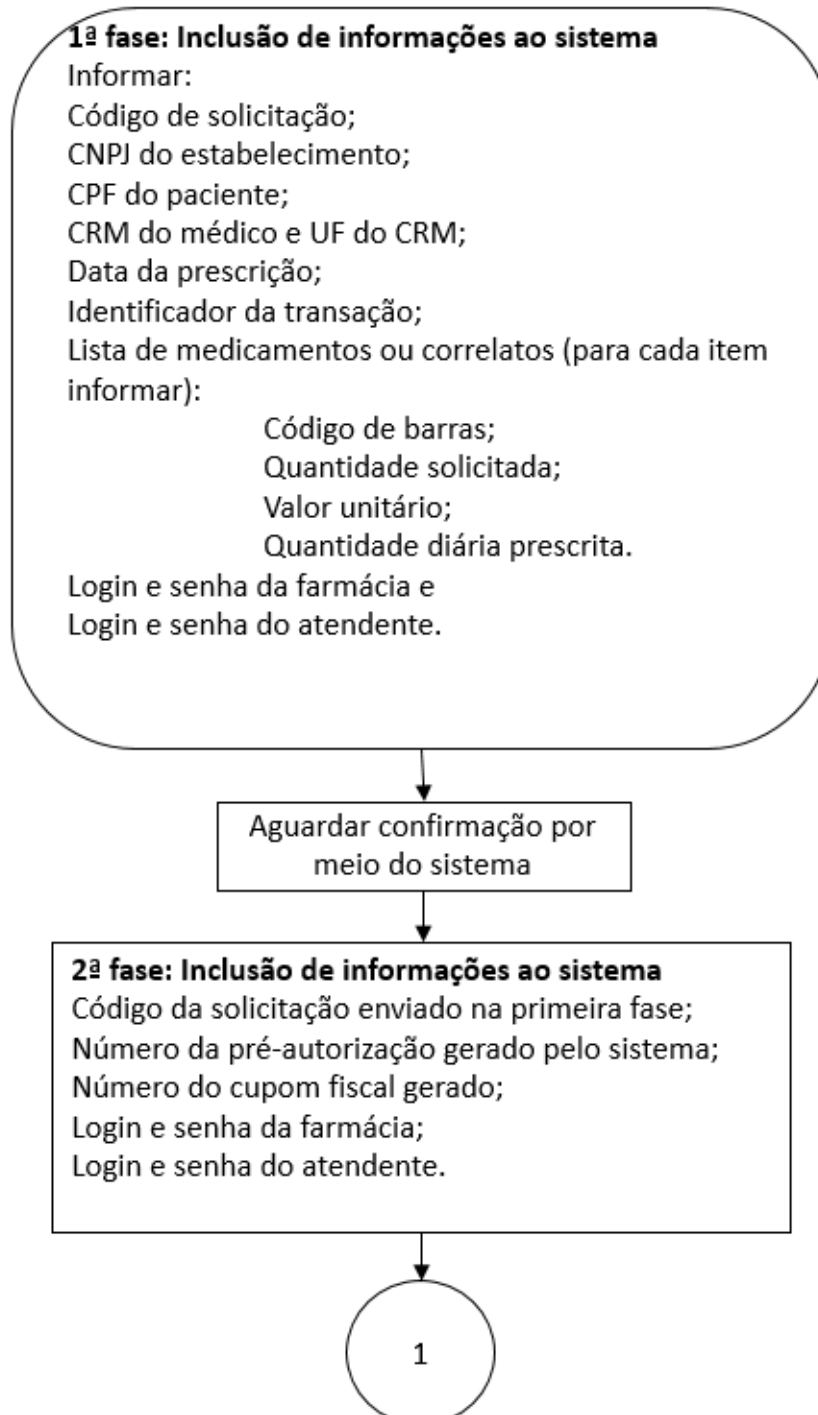 1ª fase: Inclusão de informações ao sistema
Informar:
Código de solicitação;
CNPJ do estabelecimento;
CPF do paciente;
CRM do médico e UF do CRM;
Data da prescrição;
Identificador da transação;
Lista de medicamentos ou correlatos (para cada item
informar):
Código de barras;
Quantidade solicitada;
Valor unitário;
Quantidade diária prescrita.
Login e senha da farmácia e
Login e senha do atendente.
Aguardar confirmação por
meio do sistema
2ª fase: Inclusão de informações ao sistema
Código da solicitação enviado na primeira fase;
Número da pré-autorização gerado pelo sistema;
Número do cupom fiscal gerado;
Login e senha da farmácia;
Login e senha do atendente.
1